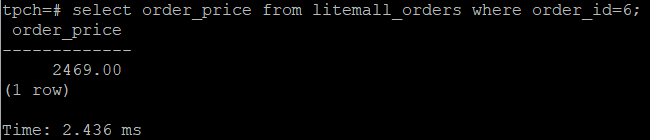 tpch=# select order_price from litemall_orders where order_id=6;
order_price
-------------
2469.00
(1 row)
Time: 2.436 ms